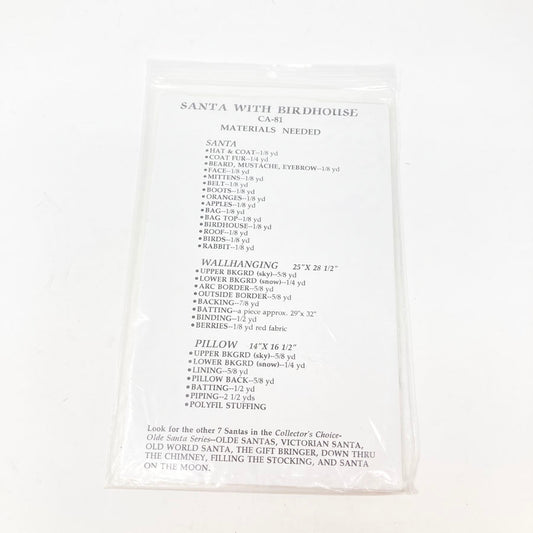 SANTA WITH BIRDHOUSE
CA-81
MATERIALS NEEDED
SANTA
•HAT & COAT--1/8 yd
•COAT FUR--1/4 yd
•BEARD, MUSTACHE, EYEBROW--1/8 yd
•FACE--1/8 yd
•MITTENS--1/8 yd
•BELT--1/8 yd
•BOOTS--1/8 yd
•ORANGES--1/8 yd
•APPLES--1/8 yd
•BAG--1/8 yd
•BAG TOP--1/8 yd
•BIRDHOUSE--1/8 yd
•ROOF--1/8 yd
•BIRDS--1/8 yd
•RABBIT--1/8 yd
WALLHANGING 25"X 28 1/2"
•UPPER BKGRD (sky)--5/8 yd
•LOWER BKGRD (snow)--1/4 yd
•ARC BORDER--5/8 yd
•OUTSIDE BORDER--5/8 yd
•BACKING--7/8 yd
•BATTING--a piece approx. 29"x 32"
•BINDING--1/2 yd
•BERRIES--1/8 yd red fabric
PILLOW 14"X 16 1/2"
•UPPER BKGRD (sky)--5/8 yd
•LOWER BKGRD (snow)--1/4 yd
•LINING--5/8 yd
•PILLOW BACK--5/8 yd
•BATTING--1/2 yd
•PIPING--2 1/2 yds
•POLYFIL STUFFING
Look for the other 7 Santas in the Collector's Choice-
Olde Santa Series--OLDE SANTAS, VICTORIAN SANTA,
OLD WORLD SANTA, THE GIFT BRINGER, DOWN THRU
THE CHIMNEY, FILLING THE STOCKING, AND SANTA
ON THE MOON.